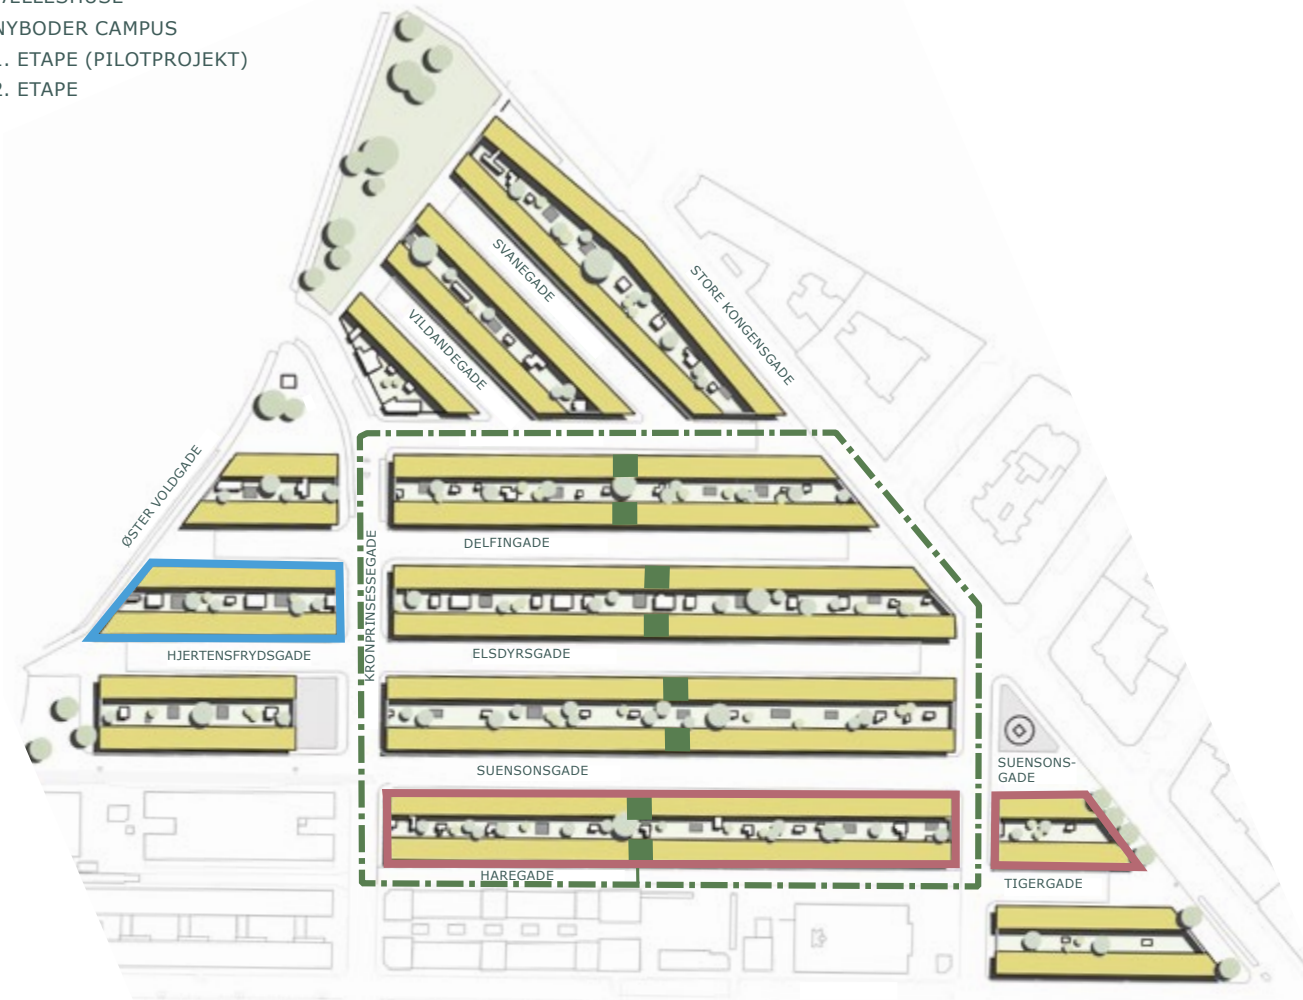 NYBODER CAMPUS
ETAPE (PILOTPROJEKT)
ETAPE
SVANEGADE
STORE KONGENSGADE
VILDANDEGADE
ØSTER VOLDGADE
KRONPRINSESSEGADE
DELFINGADE
HJERTENSFRYDSGADE
ELSDYRSGADE
SUENSONSGADE
SUENSONS-
GADE
HAREGADE
TIGERGADE